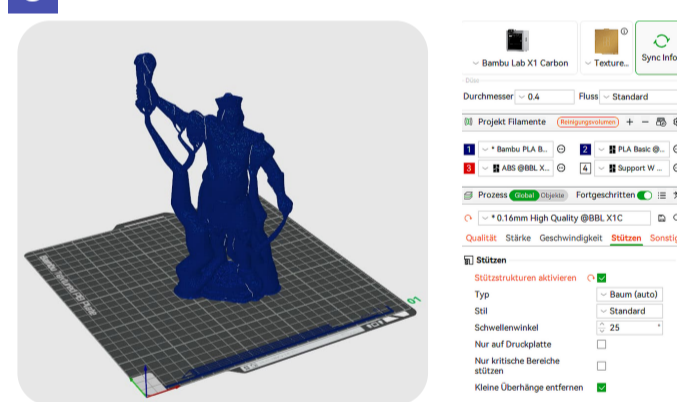 Bambu Lab X1 Carbon
Texture...
Sync Info
Düse
Durchmesser
0.4
Fluss
Standard
Projekt Filamente
Reinigungsvolumen
1
* Bambu PLA B...
2
PLA Basic @...
3
ABS @BBL X...
4
Support W ...
Prozess
Global
Objekte
Fortgeschritten
* 0.16mm High Quality @BBL X1C
Qualität
Stärke
Geschwindigkeit
Stützen
Sonstig
Stützen
Stützstrukturen aktivieren
Typ
Baum (auto)
Stil
Standard
Schwellenwinkel
25
°
Nur auf Druckplatte
Nur kritische Bereiche
stützen
Kleine Überhänge entfernen
01